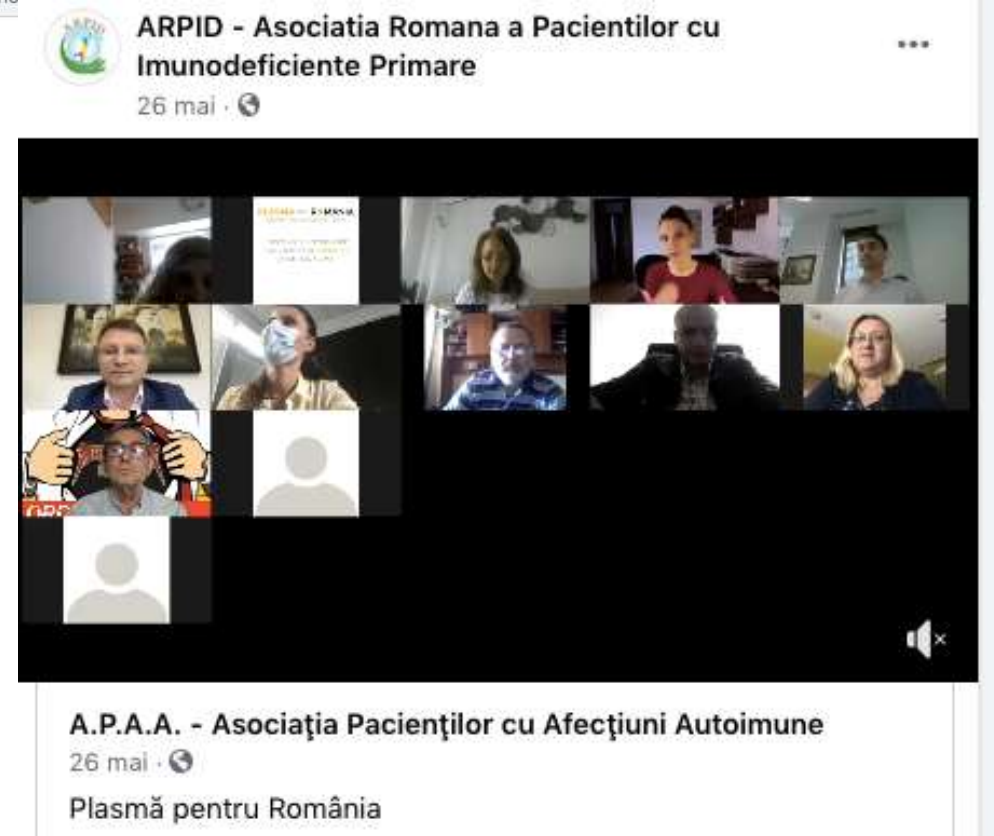 ARPID - Asociatia Romana a Pacientilor cu
Imunodeficiente Primare
26 mai ·
ROMÂNIA
A.P.A.A. - Asociaţia Pacienţilor cu Afecţiuni Autoimune
26 mai ·
Plasmă pentru România